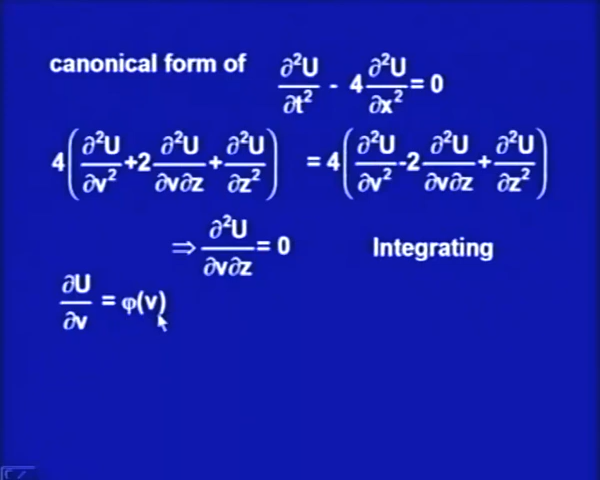 canonical form of ∂²U/∂t² - 4 ∂²U/∂x² = 0
4(∂²U/∂v² +2 ∂²U/∂v∂z + ∂²U/∂z²) = 4(∂²U/∂v² -2 ∂²U/∂v∂z + ∂²U/∂z²)
⇒ ∂²U/∂v∂z = 0 Integrating
∂U/∂v = φ(v)